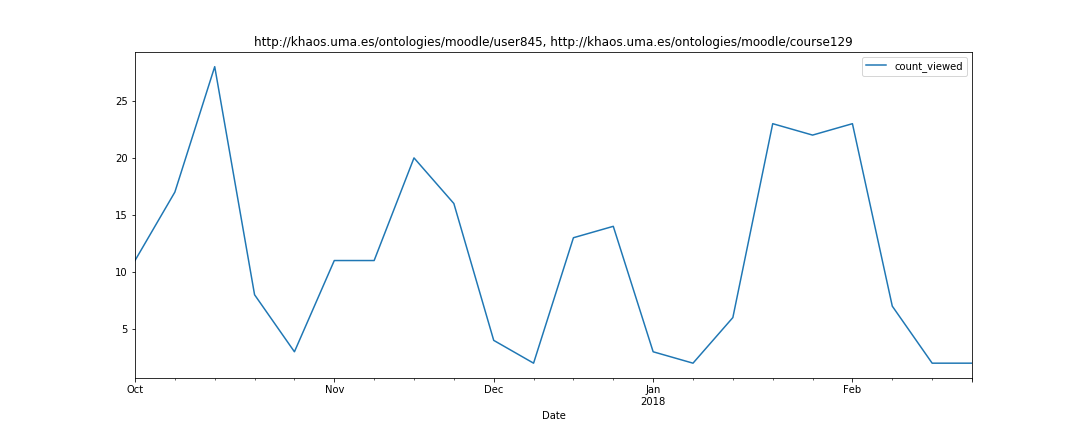 http://khaos.uma.es/ontologies/moodle/user845, http://khaos.uma.es/ontologies/moodle/course129
count_viewed
25
20
15
10
5
Oct Nov Dec Jan Feb
2018
Date